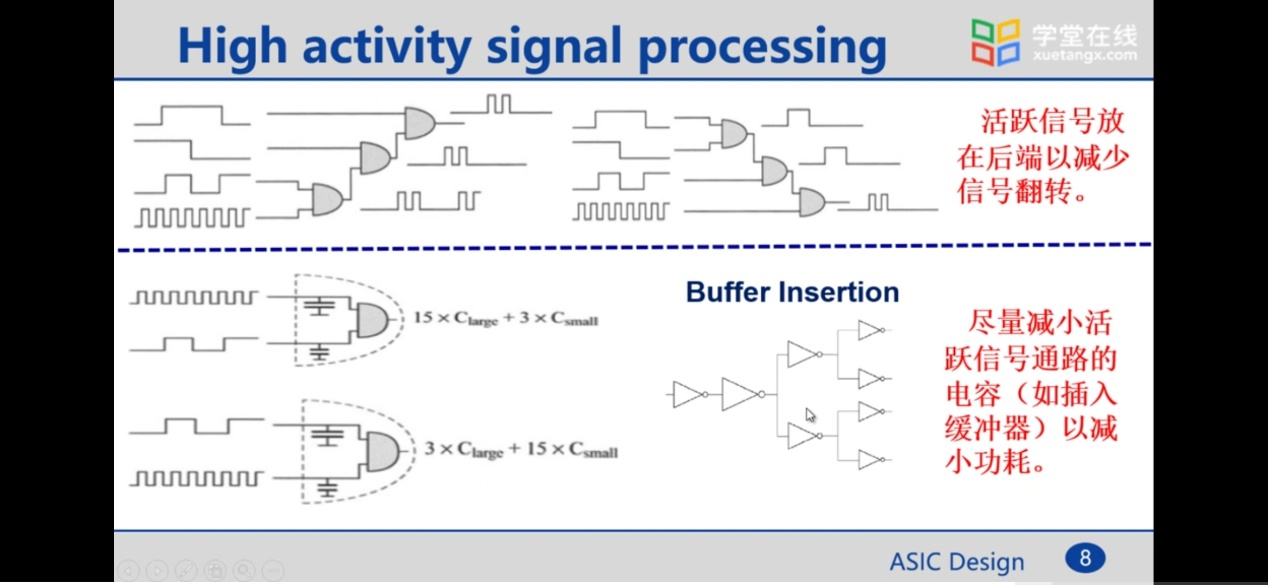 High activity signal processing
学堂在线
xuetangx.com
活跃信号放
在后端以减少
信号翻转。
15 × Clarge + 3 × Csmall
3 × Clarge + 15 × Csmall
Buffer Insertion
尽量减小活
跃信号通路的
电容（如插入
缓冲器）以减
小功耗。
ASIC Design
8